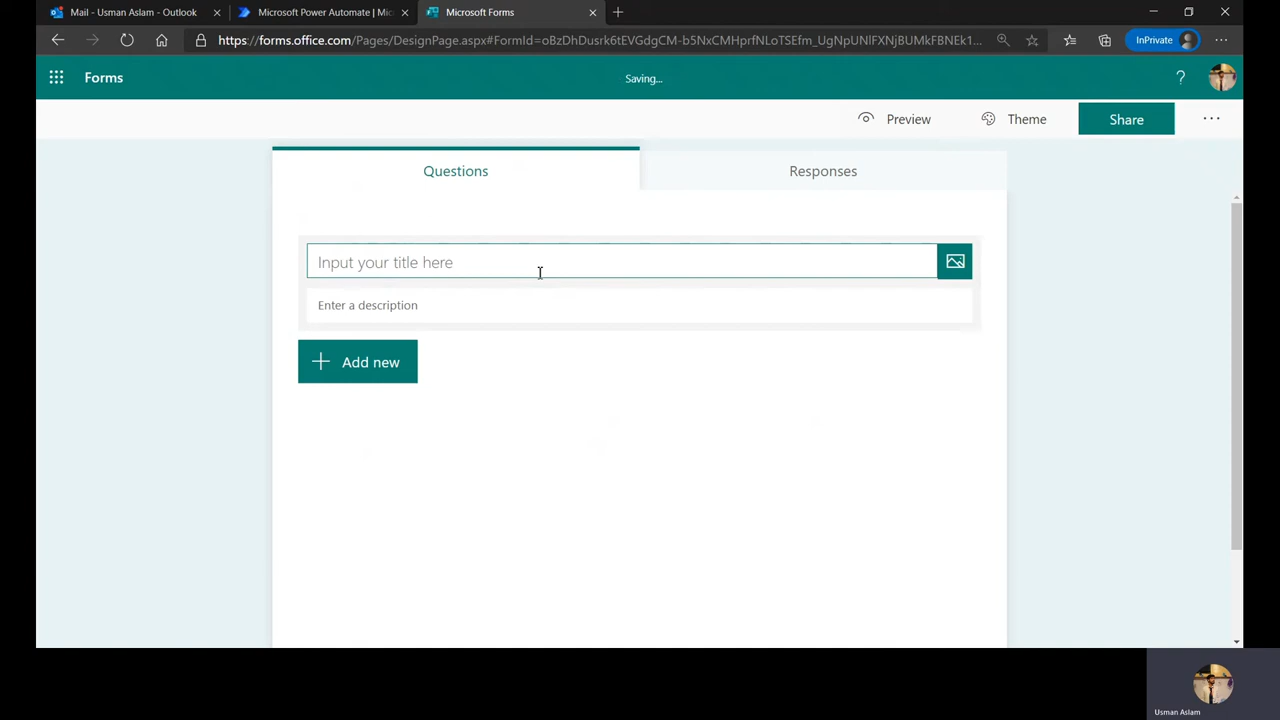 Mail - Usman Aslam - Outlook
Microsoft Power Automate | Mic
Microsoft Forms
https://forms.office.com/Pages/DesignPage.aspx#FormId=oBzDhDusrk6tEVGdgCM-b5NxCMHprfNLoTSEfm_UgNpUNlFXNjBUMkFBNEk1...
InPrivate
Forms
Saving...
?
Preview
Theme
Share
Questions
Responses
Input your title here
Enter a description
Add new
Usman Aslam